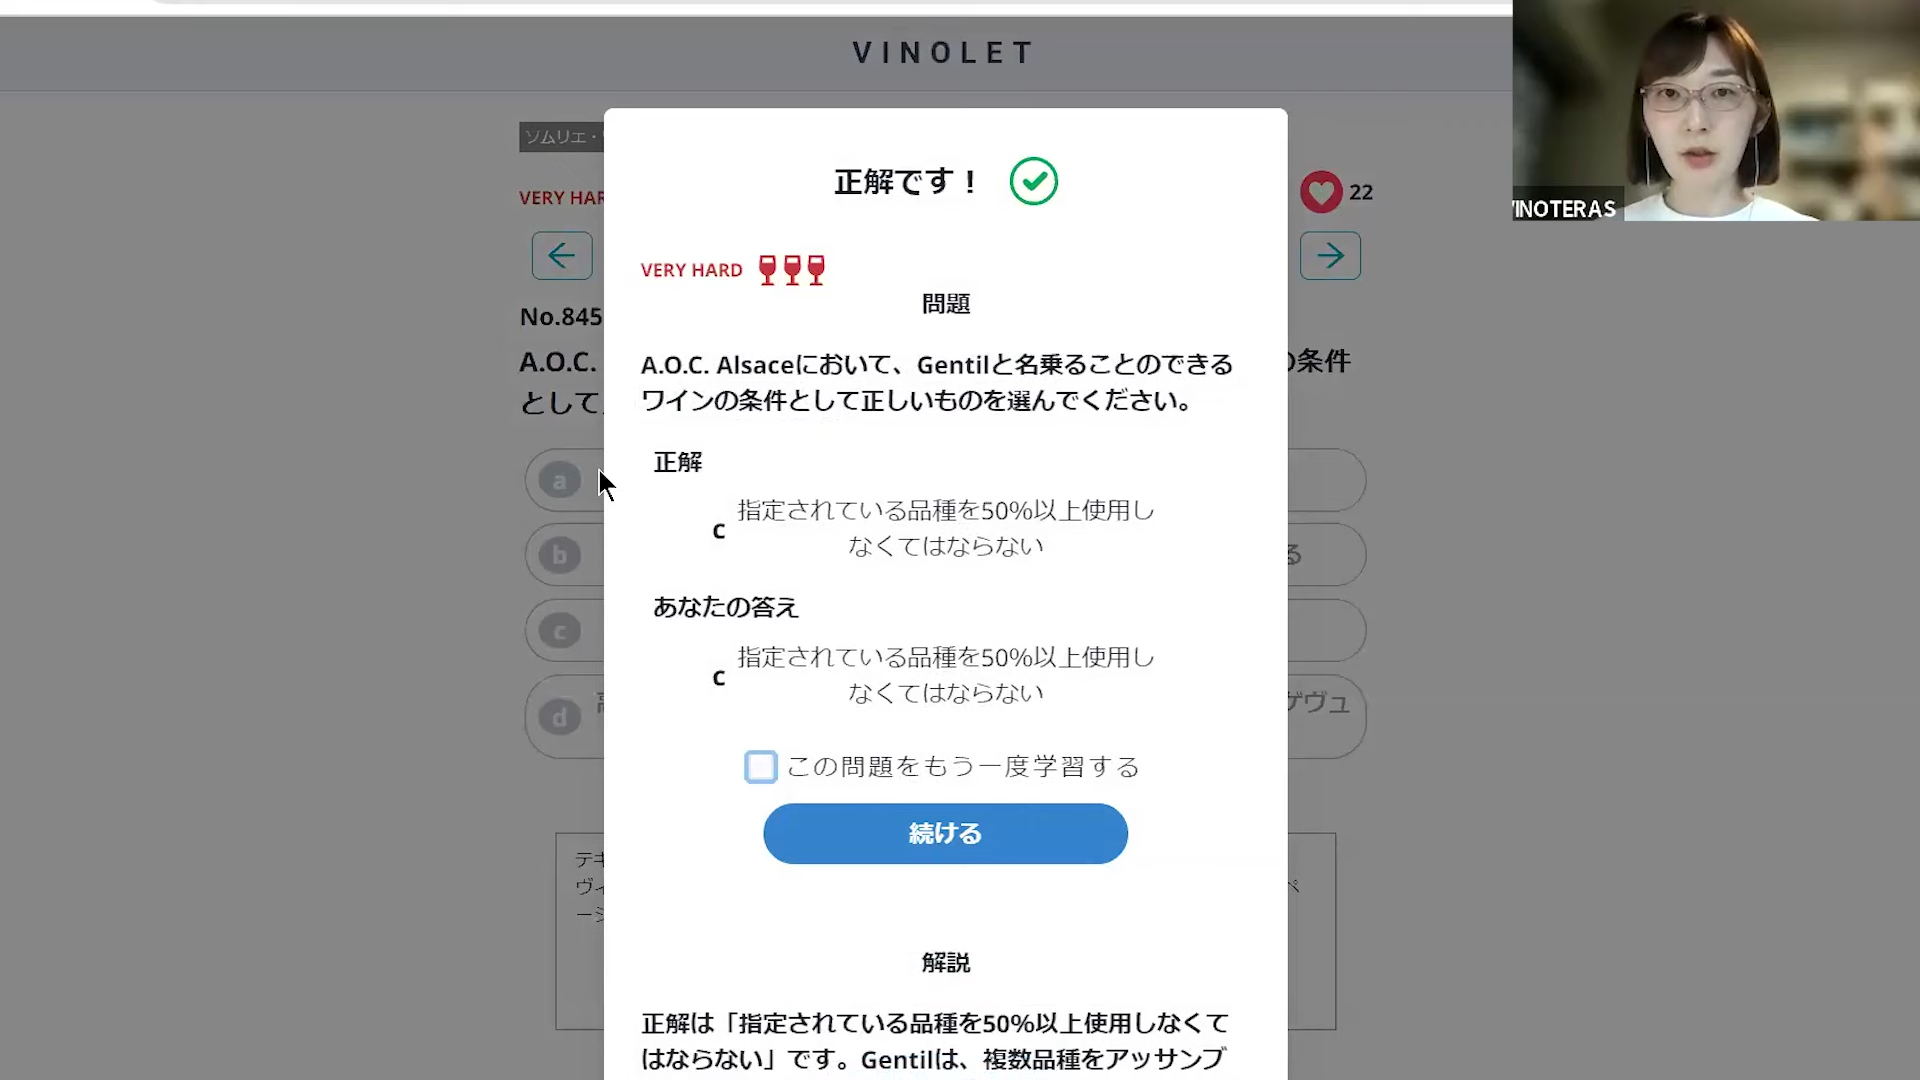 VINOLET
ソムリエ・
VERY HAR
22
No.845
A.O.C.
の条件
として
a
b
る
c
d
ゲヴュ
テキ
ヴィ
ペ
ージ
正解です！
VERY HARD
問題
A.O.C. Alsaceにおいて、Gentilと名乗ることのできる
ワインの条件として正しいものを選んでください。
正解
c 指定されている品種を50%以上使用し
なくてはならない
あなたの答え
c 指定されている品種を50%以上使用し
なくてはならない
この問題をもう一度学習する
続ける
解説
正解は「指定されている品種を50%以上使用しなくて
はならない」です。Gentilは、複数品種をアッサンブ
VINOTERAS